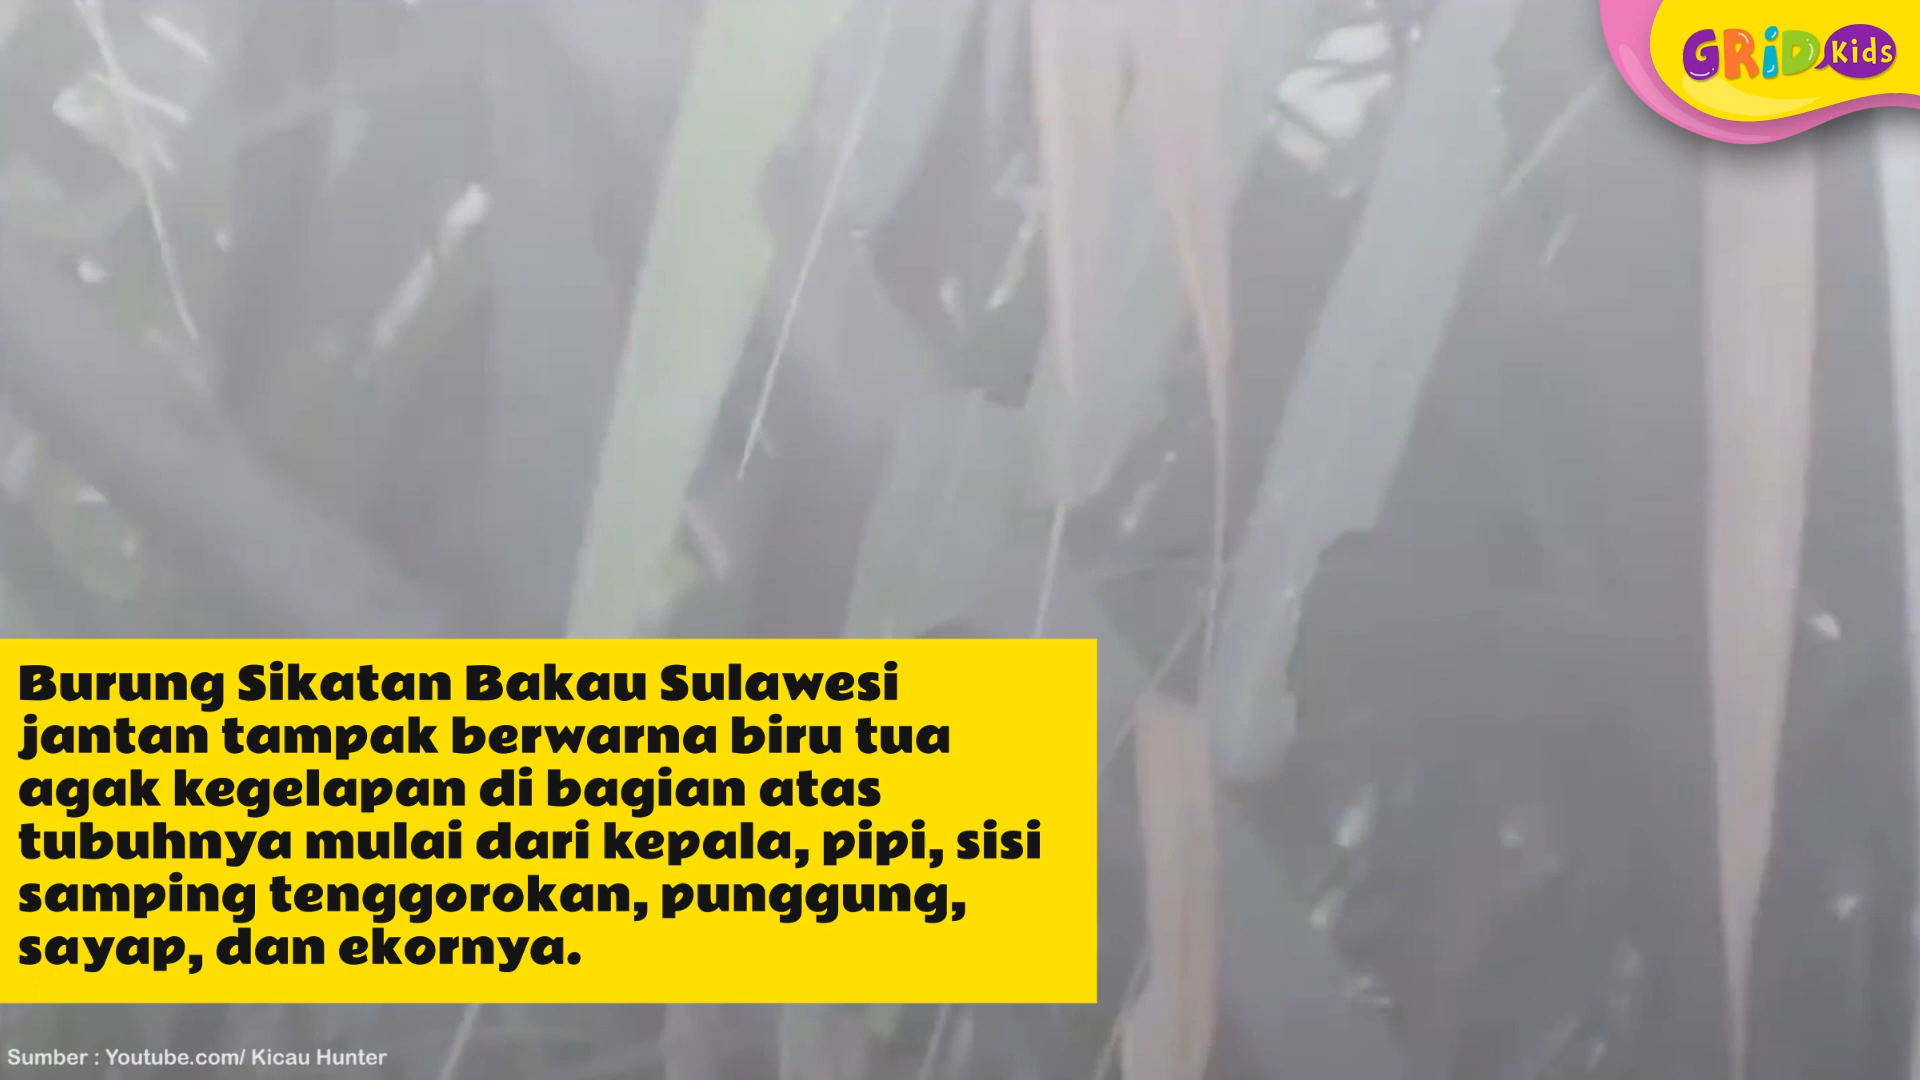 GRiD Kids
Burung Sikatan Bakau Sulawesi
jantan tampak berwarna biru tua
agak kegelapan di bagian atas
tubuhnya mulai dari kepala, pipi, sisi
samping tenggorokan, punggung,
sayap, dan ekornya.
Sumber : Youtube.com/ Kicau Hunter